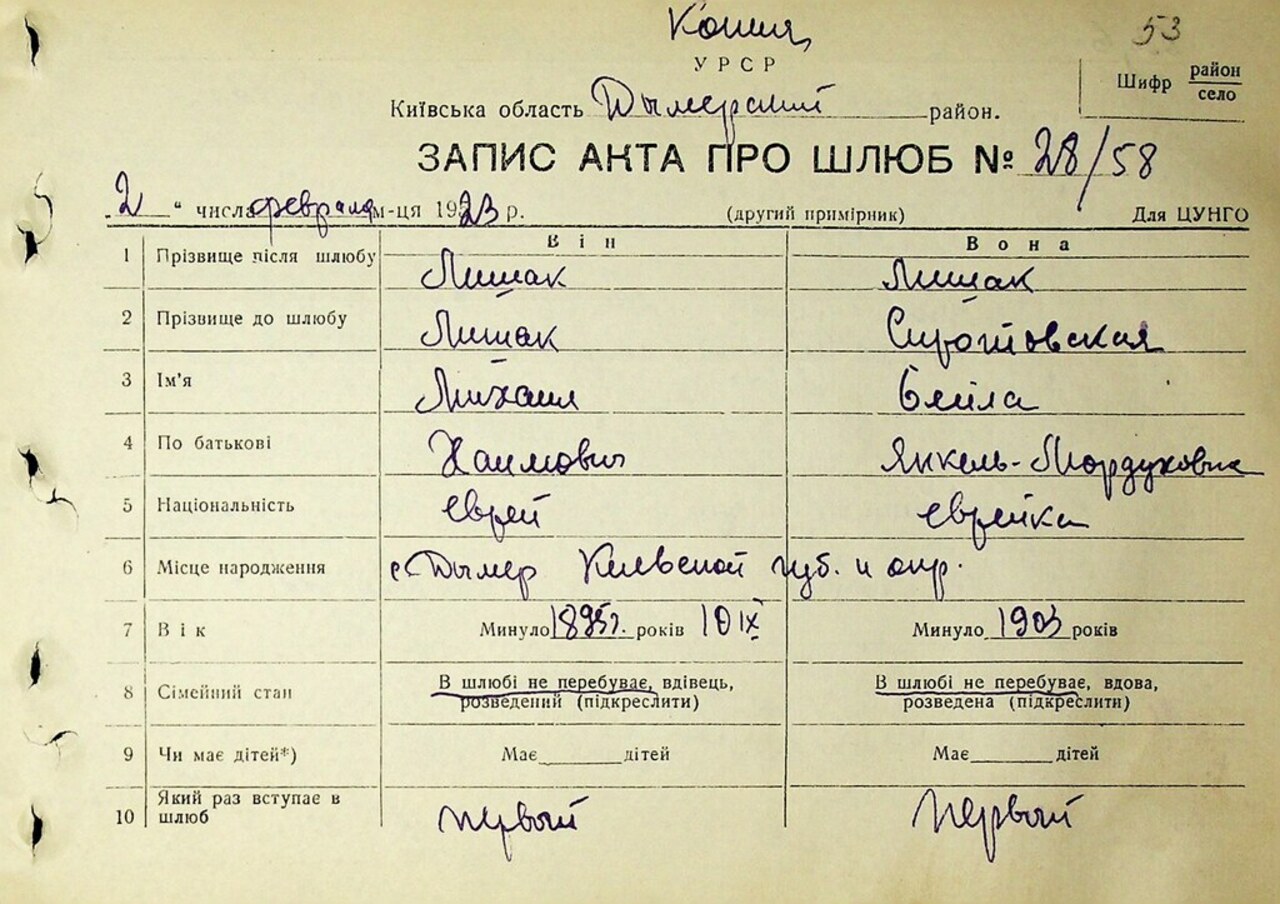 Копия
53
УРСР
Шифр район село
Київська область Дымерский район.
ЗАПИС АКТА ПРО ШЛЮБ № 28/58
"2" числа февраля м-ця 1923 р. (другий примірник) Для ЦУНГО
Він Вона
1 Прізвище після шлюбу Лишак Лишак
2 Прізвище до шлюбу Лишак Сиротовская
3 Ім'я Михаил Бейла
4 По батькові Хаимович Янкель-Мордуховна
5 Національність еврей еврейка
6 Місце народження с Дымер Киевской губ. и окр.
7 Вік Минуло 1895г. років 10 IX Минуло 1903 років
8 Сімейний стан В шлюбі не перебуває, вдівець, В шлюбі не перебуває, вдова,
розведений (підкреслити) розведена (підкреслити)
9 Чи має дітей*) Має дітей Має дітей
10 Який раз вступає в
шлюб первый первый